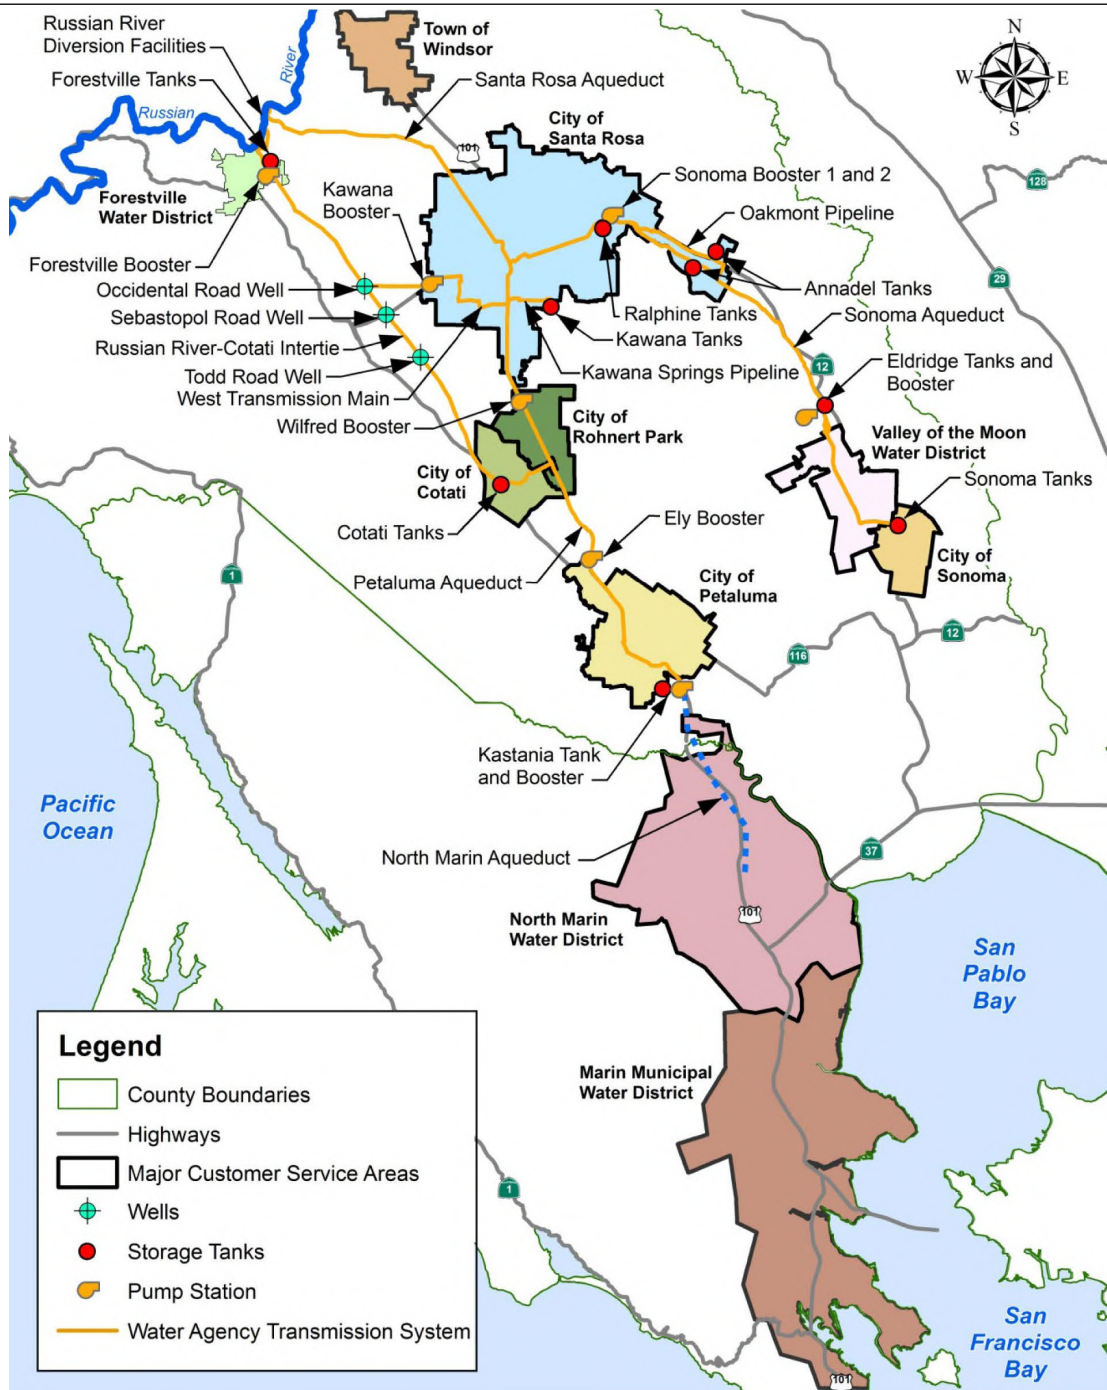 Russian River
Diversion Facilities
Forestville Tanks
River
Russian
Town of
Windsor
Santa Rosa Aqueduct
101
City of
Santa Rosa
N
W
E
S
128
Forestville
Water District
Kawana
Booster
Sonoma Booster 1 and 2
Oakmont Pipeline
Forestville Booster
Occidental Road Well
Sebastopol Road Well
Russian River-Cotati Intertie
Todd Road Well
West Transmission Main
Wilfred Booster
29
Annadel Tanks
Ralphine Tanks
Sonoma Aqueduct
Kawana Tanks
Kawana Springs Pipeline
12
Eldridge Tanks and
Booster
City of
Rohnert Park
Valley of the Moon
Water District
City of
Cotati
Sonoma Tanks
Cotati Tanks
Ely Booster
Petaluma Aqueduct
City of
Petaluma
City of
Sonoma
1
12
116
Kastania Tank
and Booster
Pacific
Ocean
North Marin Aqueduct
37
101
North Marin
Water District
San
Pablo
Bay
Marin Municipal
Water District
Legend
County Boundaries
Highways
Major Customer Service Areas
Wells
Storage Tanks
Pump Station
Water Agency Transmission System
1
San
Francisco
Bay
101